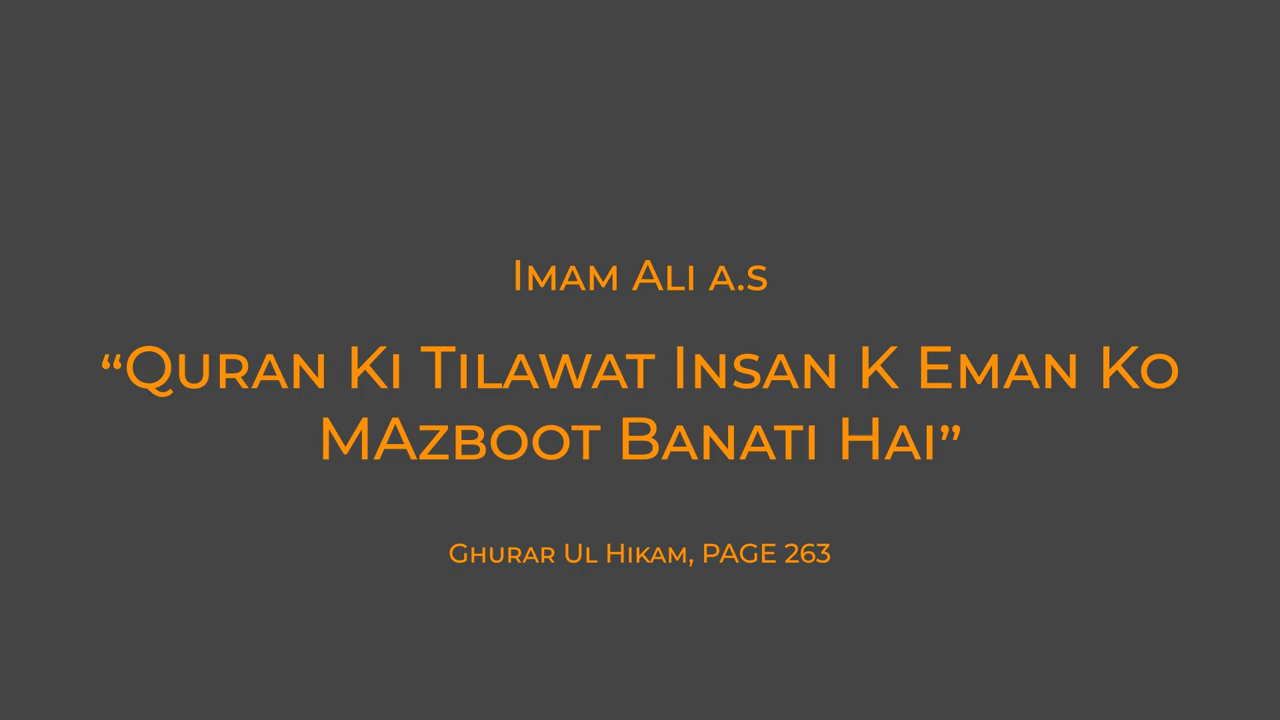 Imam Ali a.s
“Quran Ki Tilawat Insan K Eman Ko
MAzboot Banati Hai”
Ghurar Ul Hikam, PAGE 263